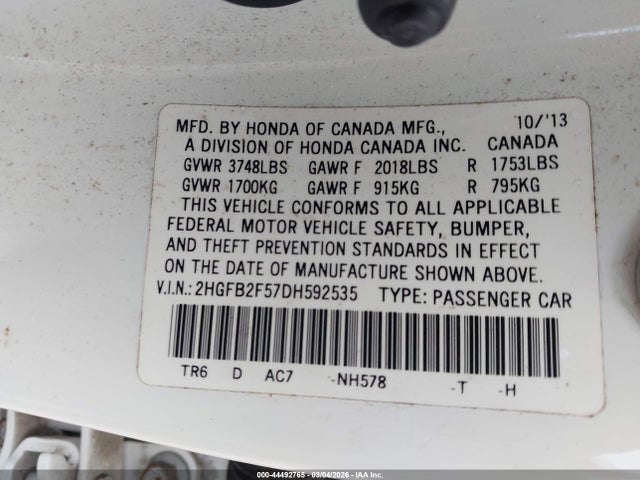 10/'13
MFD. BY HONDA OF CANADA MFG.,
A DIVISION OF HONDA CANADA INC. CANADA
GVWR 3748LBS GAWR F 2018LBS R 1753LBS
GVWR 1700KG GAWR F 915KG R 795KG
THIS VEHICLE CONFORMS TO ALL APPLICABLE
FEDERAL MOTOR VEHICLE SAFETY, BUMPER,
AND THEFT PREVENTION STANDARDS IN EFFECT
ON THE DATE OF MANUFACTURE SHOWN ABOVE.
V.I.N.: 2HGFB2F57DH592535 TYPE: PASSENGER CAR
TR6 D AC7 -NH578 -T -H
000-44492765 - 03/04/2026 - IAA Inc.